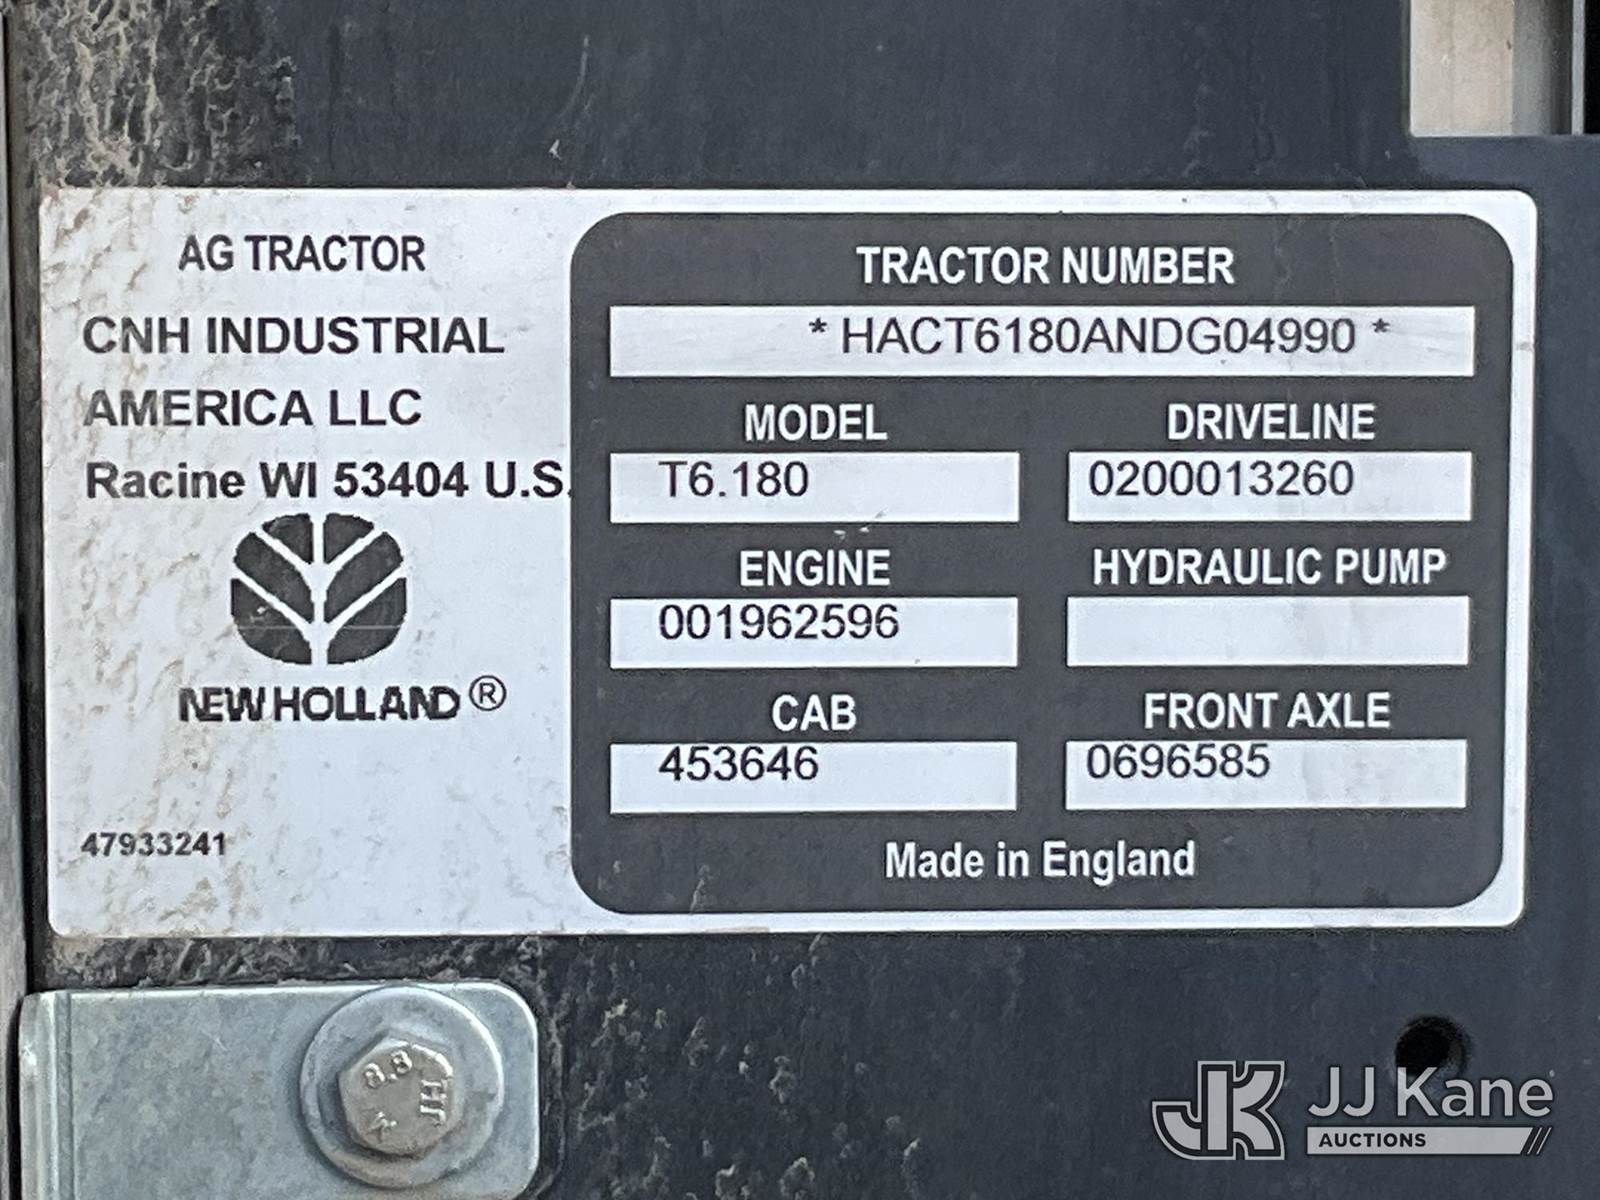 AG TRACTOR
CNH INDUSTRIAL
AMERICA LLC
Racine WI 53404 U.S.
NEW HOLLAND ®
47933241
TRACTOR NUMBER
* HACT6180ANDG04990 *
MODEL
T6.180
DRIVELINE
0200013260
ENGINE
001962596
HYDRAULIC PUMP
CAB
453646
FRONT AXLE
0696585
Made in England
8.8
JJ Kane
AUCTIONS